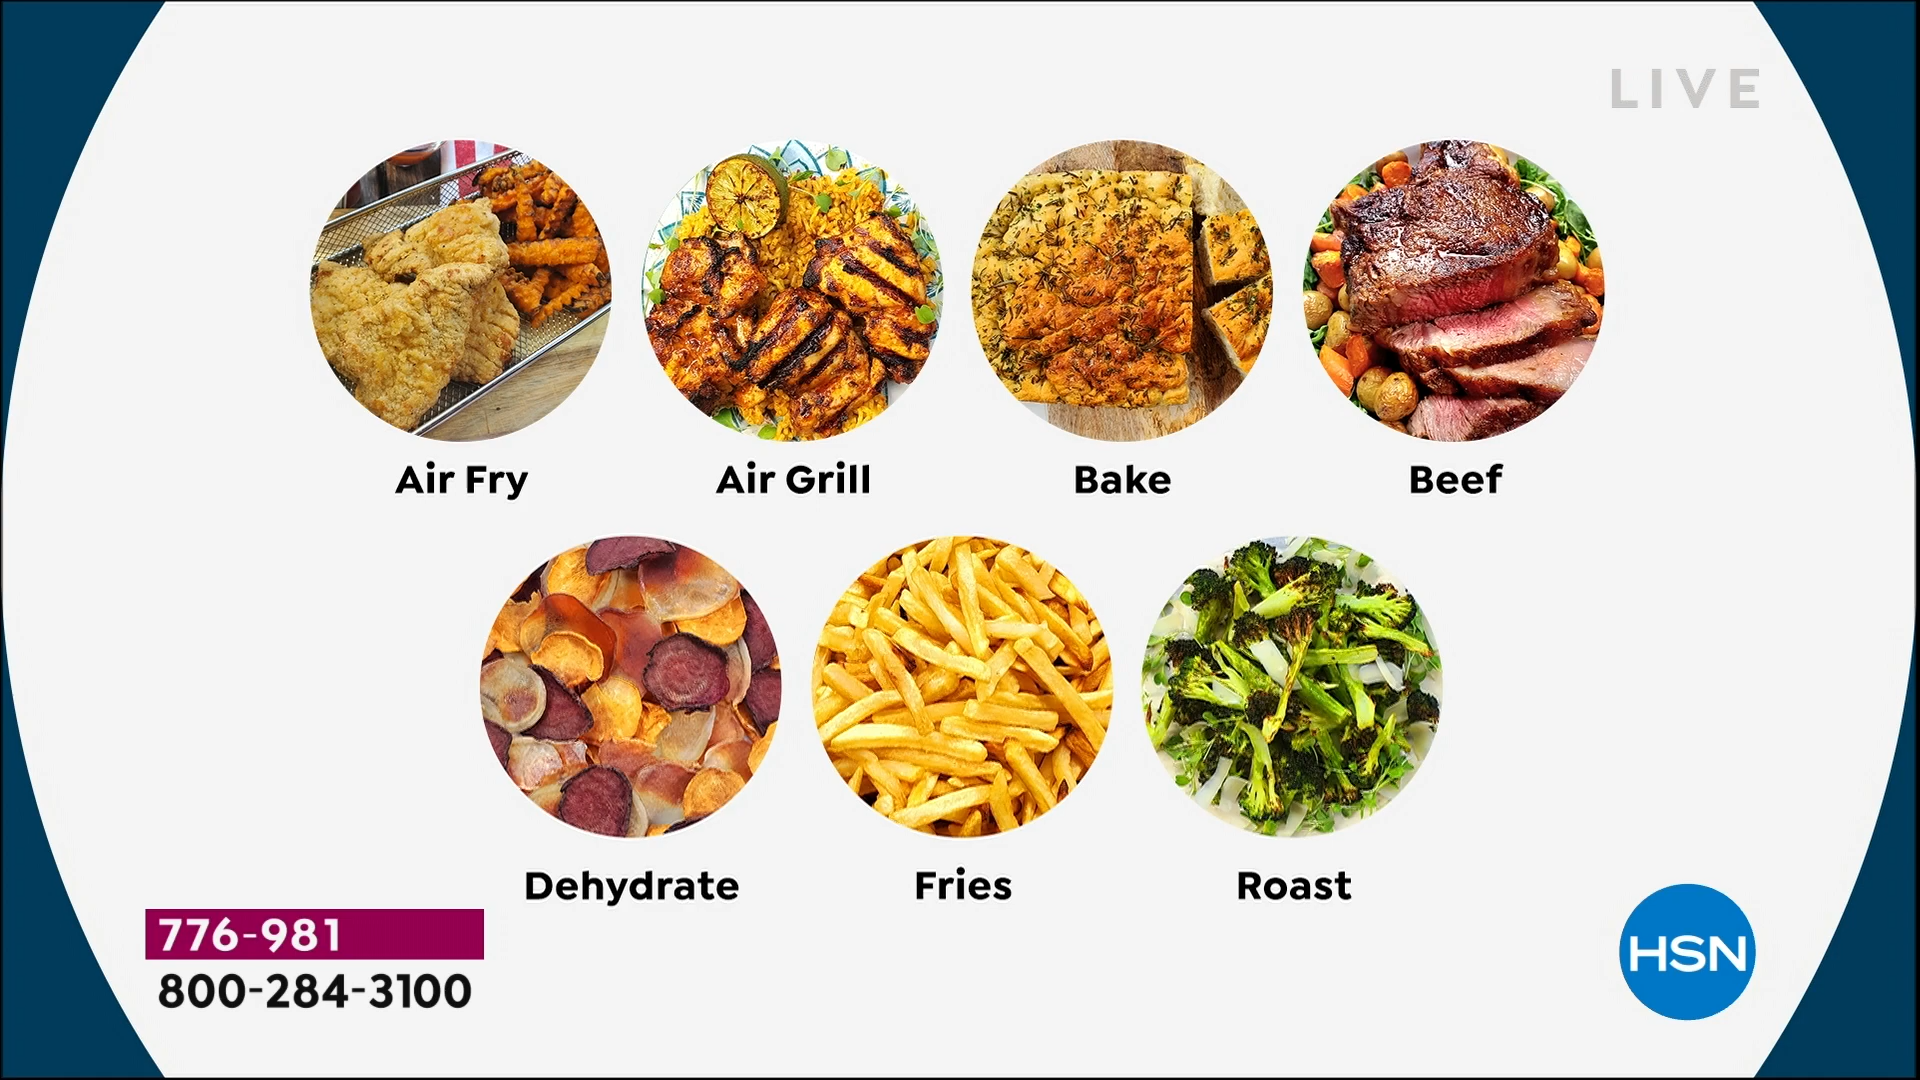 LIVE
Air Fry
Air Grill
Bake
Beef
Dehydrate
Fries
Roast
776-981
800-284-3100
HSN